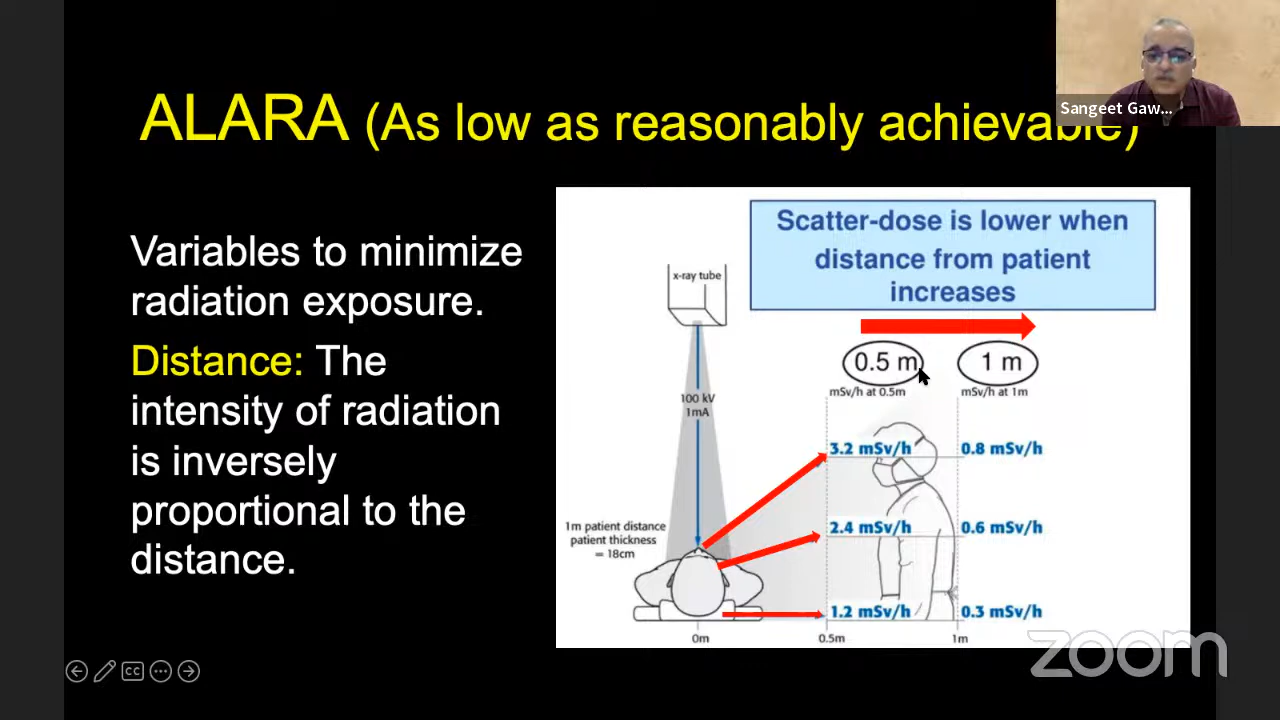 Sangeet Gaw...
ALARA (As low as reasonably achievable)
Variables to minimize
radiation exposure.
Distance: The
intensity of radiation
is inversely
proportional to the
distance.
Scatter-dose is lower when
distance from patient
increases
x-ray tube
0.5 m
1 m
mSv/h at 0.5m
mSv/h at 1m
100 kV
1mA
3.2 mSv/h
0.8 mSv/h
2.4 mSv/h
0.6 mSv/h
1m patient distance
patient thickness
= 18cm
1.2 mSv/h
0.3 mSv/h
0m
0.5m
1m
CC
zoom